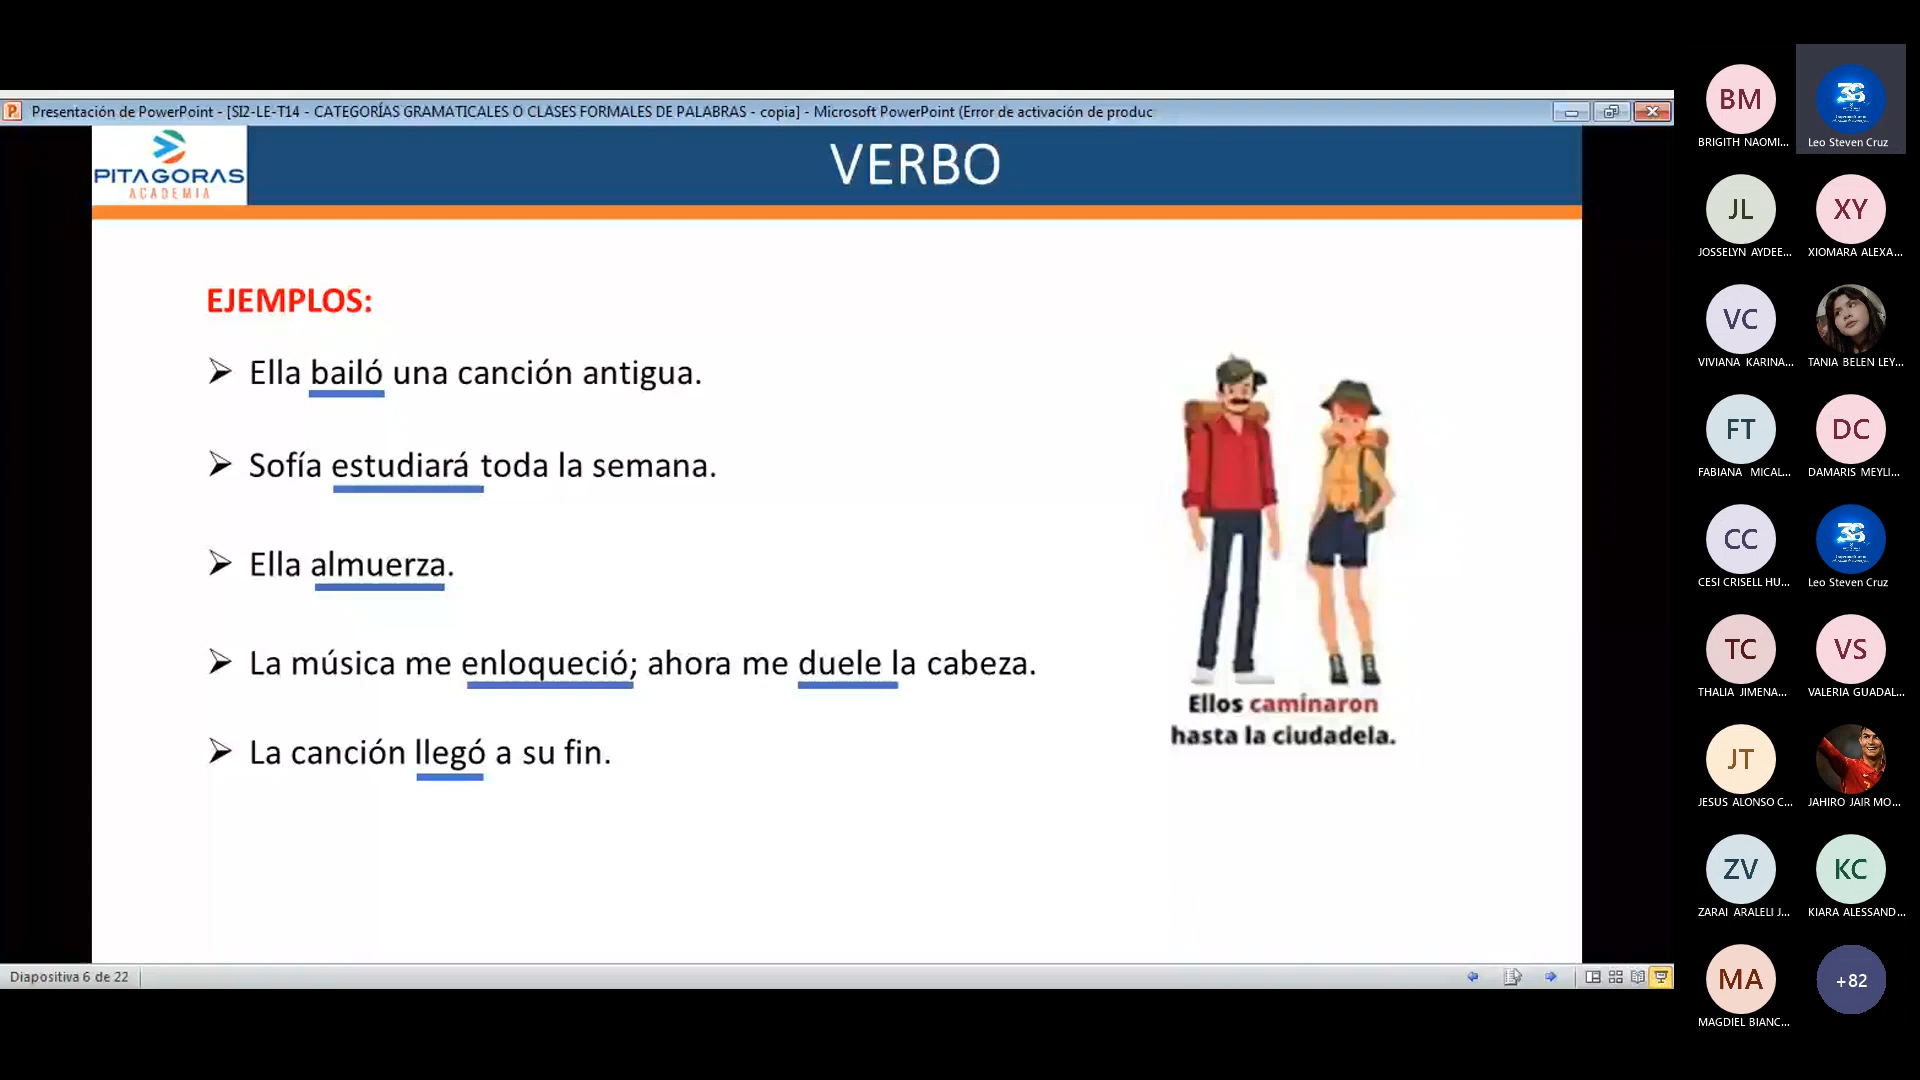 Presentación de PowerPoint - [SI2-LE-T14 - CATEGORÍAS GRAMATICALES O CLASES FORMALES DE PALABRAS - copia] - Microsoft PowerPoint (Error de activación de produc
PITAGORAS
ACADEMIA
VERBO
EJEMPLOS:
Ella bailó una canción antigua.
Sofía estudiará toda la semana.
Ella almuerza.
La música me enloqueció; ahora me duele la cabeza.
La canción llegó a su fin.
Ellos caminaron
hasta la ciudadela.
Diapositiva 6 de 22
BM
BRIGITH NAOMI...
38
Leo Steven Cruz
JL
JOSSELYN AYDEE...
XY
XIOMARA ALEXA...
VC
VIVIANA KARINA...
TANIA BELEN LEY...
FT
FABIANA MICAL...
DC
DAMARIS MEYLI...
CC
CESI CRISELL HU...
38
Leo Steven Cruz
TC
THALIA JIMENA...
VS
VALERIA GUADAL...
JT
JESUS ALONSO C...
JAHIRO JAIR MO...
ZV
ZARAI ARALELI J...
KC
KIARA ALESSAND...
MA
MAGDIEL BIANC...
+82